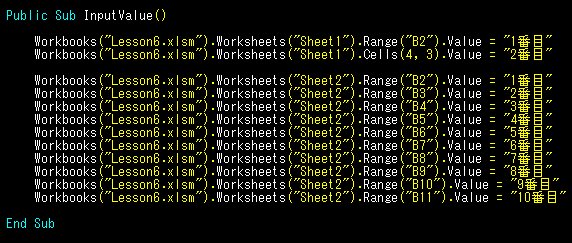 Public Sub InputValue()
Workbooks("Lesson6.xlsm").Worksheets("Sheet1").Range("B2").Value = "1番目"
Workbooks("Lesson6.xlsm").Worksheets("Sheet1").Cells(4, 3).Value = "2番目"
Workbooks("Lesson6.xlsm").Worksheets("Sheet2").Range("B2").Value = "1番目"
Workbooks("Lesson6.xlsm").Worksheets("Sheet2").Range("B3").Value = "2番目"
Workbooks("Lesson6.xlsm").Worksheets("Sheet2").Range("B4").Value = "3番目"
Workbooks("Lesson6.xlsm").Worksheets("Sheet2").Range("B5").Value = "4番目"
Workbooks("Lesson6.xlsm").Worksheets("Sheet2").Range("B6").Value = "5番目"
Workbooks("Lesson6.xlsm").Worksheets("Sheet2").Range("B7").Value = "6番目"
Workbooks("Lesson6.xlsm").Worksheets("Sheet2").Range("B8").Value = "7番目"
Workbooks("Lesson6.xlsm").Worksheets("Sheet2").Range("B9").Value = "8番目"
Workbooks("Lesson6.xlsm").Worksheets("Sheet2").Range("B10").Value = "9番目"
Workbooks("Lesson6.xlsm").Worksheets("Sheet2").Range("B11").Value = "10番目"
End Sub